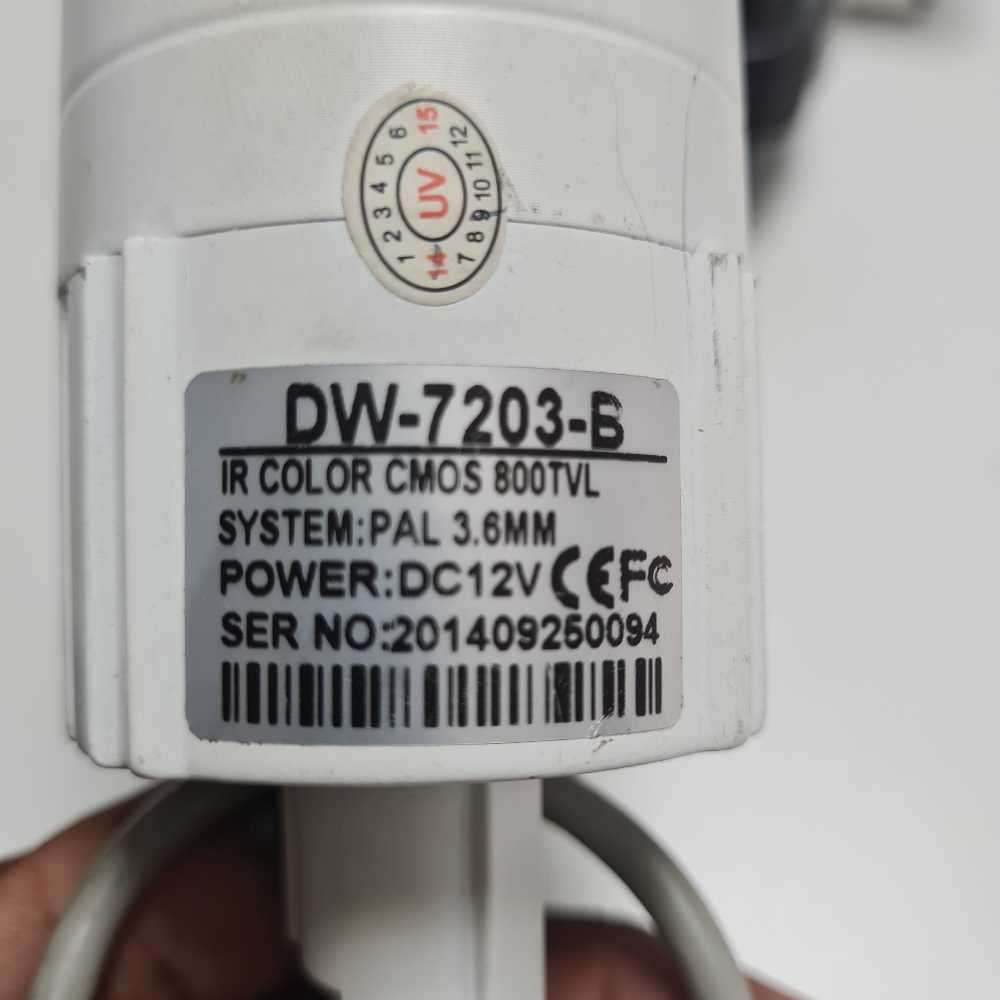 15
1 2 3 4 5 6
UV
7 8 9 10 11 12
14
DW-7203-B
IR COLOR CMOS 800TVL
SYSTEM:PAL 3.6MM
POWER:DC12V CE FC
SER NO:201409250094